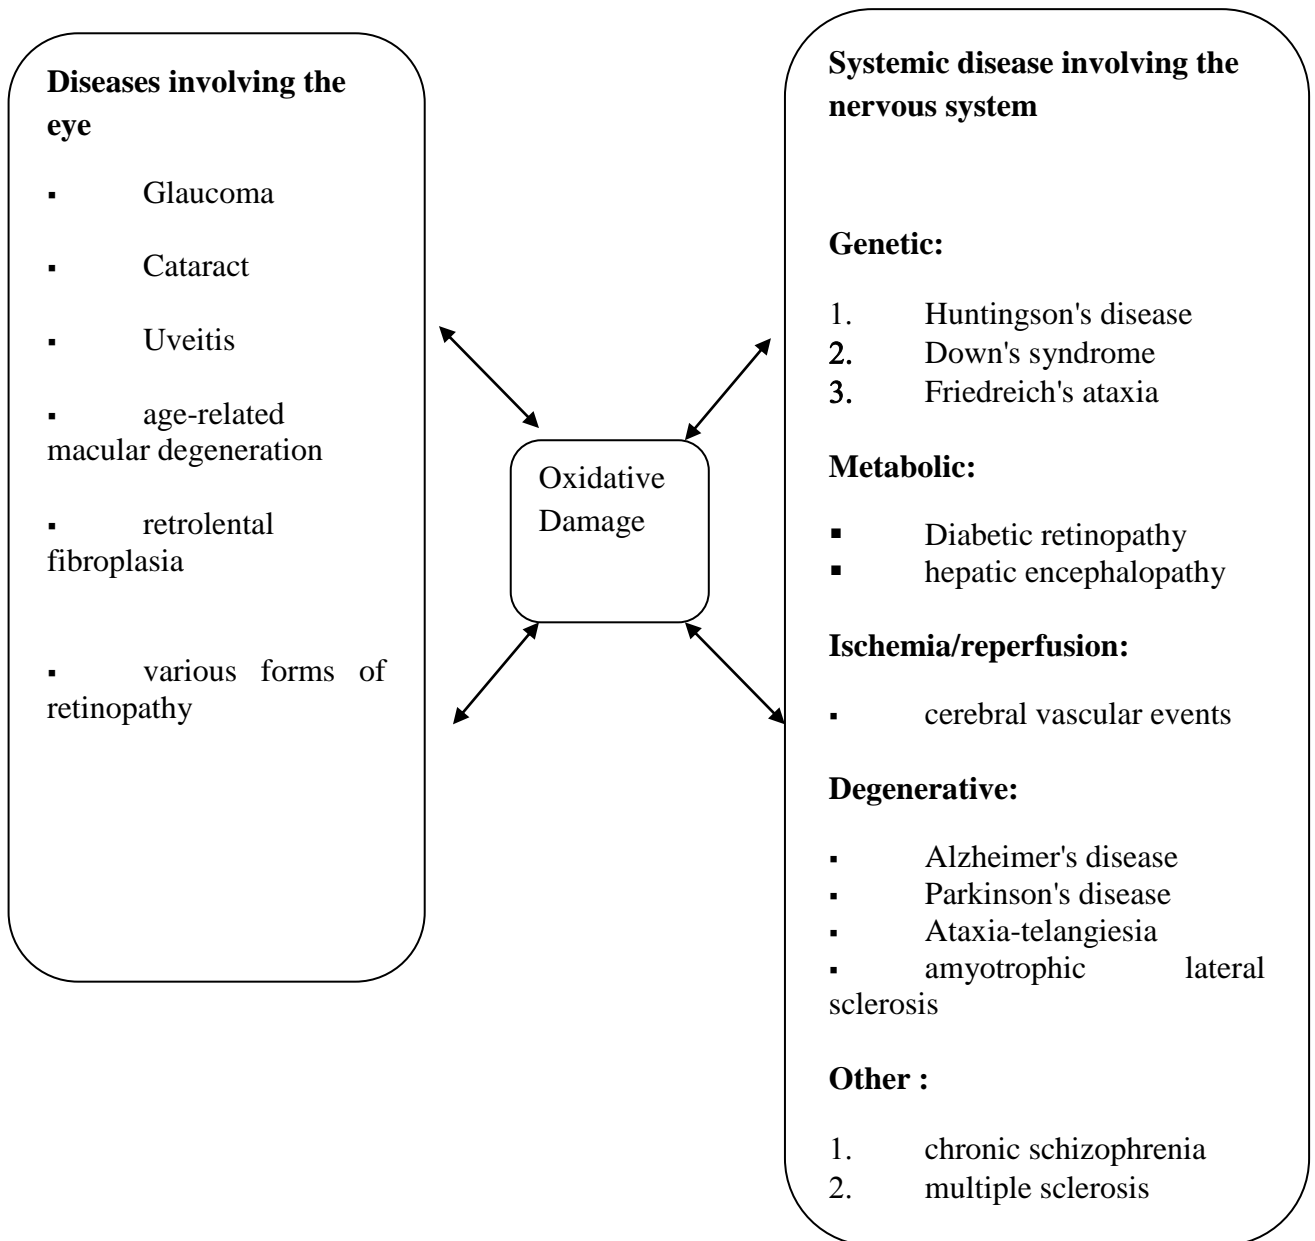 Diseases involving the
eye
▪ Glaucoma
▪ Cataract
▪ Uveitis
▪ age-related
macular degeneration
▪ retrolental
fibroplasia
▪ various forms of
retinopathy
Oxidative
Damage
Systemic disease involving the
nervous system
Genetic:
1. Huntingson's disease
2. Down's syndrome
3. Friedreich's ataxia
Metabolic:
▪ Diabetic retinopathy
▪ hepatic encephalopathy
Ischemia/reperfusion:
▪ cerebral vascular events
Degenerative:
▪ Alzheimer's disease
▪ Parkinson's disease
▪ Ataxia-telangiesia
▪ amyotrophic lateral
sclerosis
Other :
1. chronic schizophrenia
2. multiple sclerosis